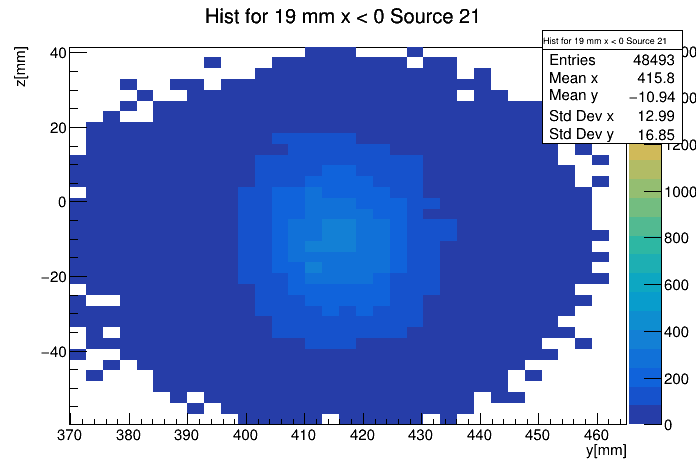 Hist for 19 mm x < 0 Source 21
z[mm]
Hist for 19 mm x < 0 Source 21
Entries 48493
Mean x 415.8
Mean y −10.94
Std Dev x 12.99
Std Dev y 16.85
40
20
0
−20
−40
370 380 390 400 410 420 430 440 450 460
y[mm]
1200
1000
800
600
400
200
0